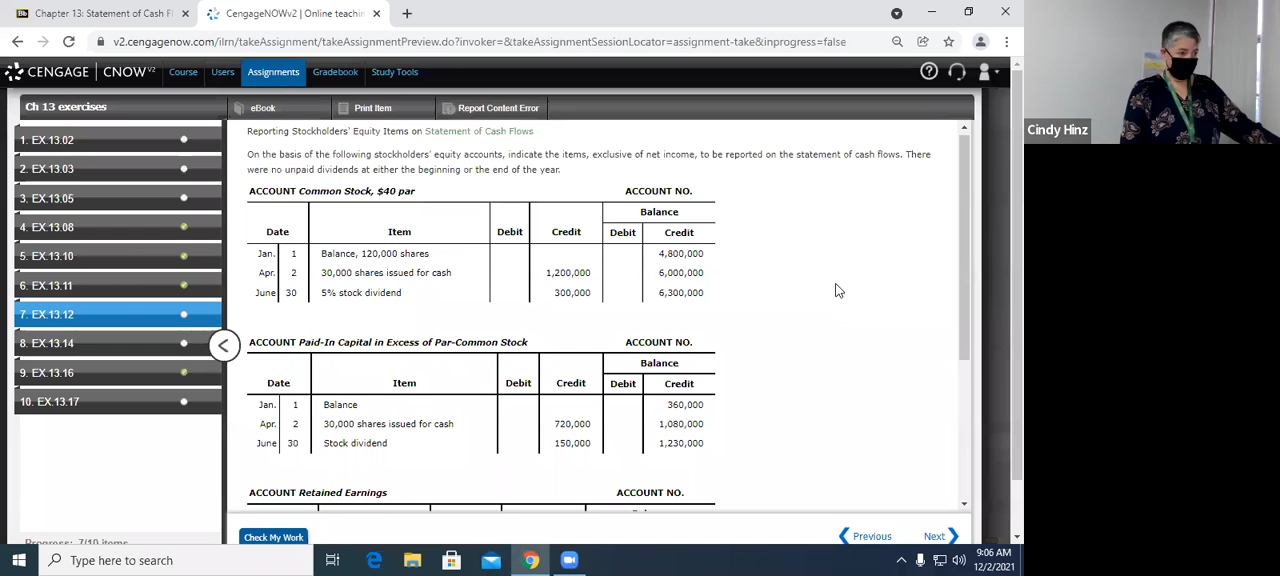 Chapter 13: Statement of Cash F
CengageNOWv2 | Online teachin
v2.cengagenow.com/ilrn/takeAssignment/takeAssignmentPreview.do?invoker=&takeAssignmentSessionLocator=assignment-take&inprogress=false
CENGAGE | CNOWv2 Course Users Assignments Gradebook Study Tools
Ch 13 exercises
eBook Print Item Report Content Error
1. EX.13.02
2. EX.13.03
3. EX.13.05
4. EX.13.08
5. EX.13.10
6. EX.13.11
7. EX.13.12
8. EX.13.14
9. EX.13.16
10. EX.13.17
Progress: 7/10 items
Reporting Stockholders' Equity Items on Statement of Cash Flows
On the basis of the following stockholders' equity accounts, indicate the items, exclusive of net income, to be reported on the statement of cash flows. There
were no unpaid dividends at either the beginning or the end of the year.
ACCOUNT Common Stock, $40 par ACCOUNT NO.
Balance
Date Item Debit Credit Debit Credit
Jan. 1 Balance, 120,000 shares 4,800,000
Apr. 2 30,000 shares issued for cash 1,200,000 6,000,000
June 30 5% stock dividend 300,000 6,300,000
ACCOUNT Paid-In Capital in Excess of Par-Common Stock ACCOUNT NO.
Balance
Date Item Debit Credit Debit Credit
Jan. 1 Balance 360,000
Apr. 2 30,000 shares issued for cash 720,000 1,080,000
June 30 Stock dividend 150,000 1,230,000
ACCOUNT Retained Earnings ACCOUNT NO.
Check My Work Previous Next
Cindy Hinz
Type here to search
9:06 AM
12/2/2021